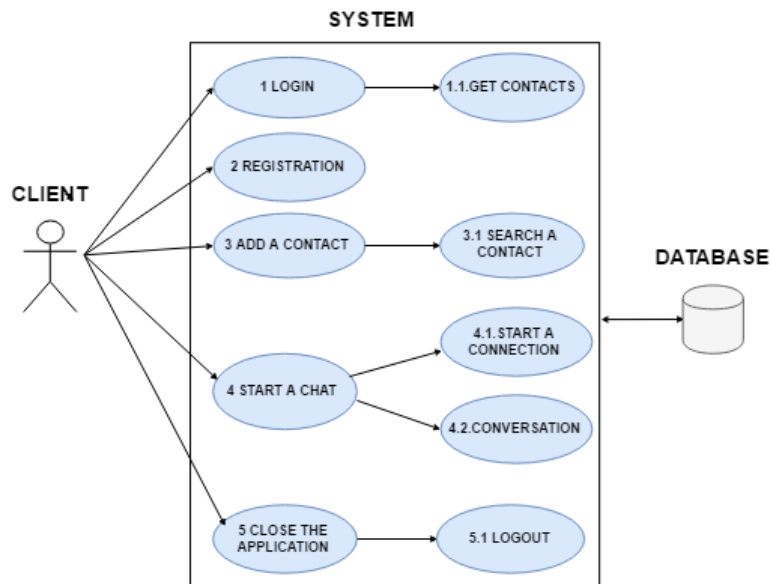 SYSTEM
1 LOGIN
1.1.GET CONTACTS
2 REGISTRATION
CLIENT
3 ADD A CONTACT
3.1 SEARCH A
CONTACT
DATABASE
4.1.START A
CONNECTION
4 START A CHAT
4.2.CONVERSATION
5 CLOSE THE
APPLICATION
5.1 LOGOUT